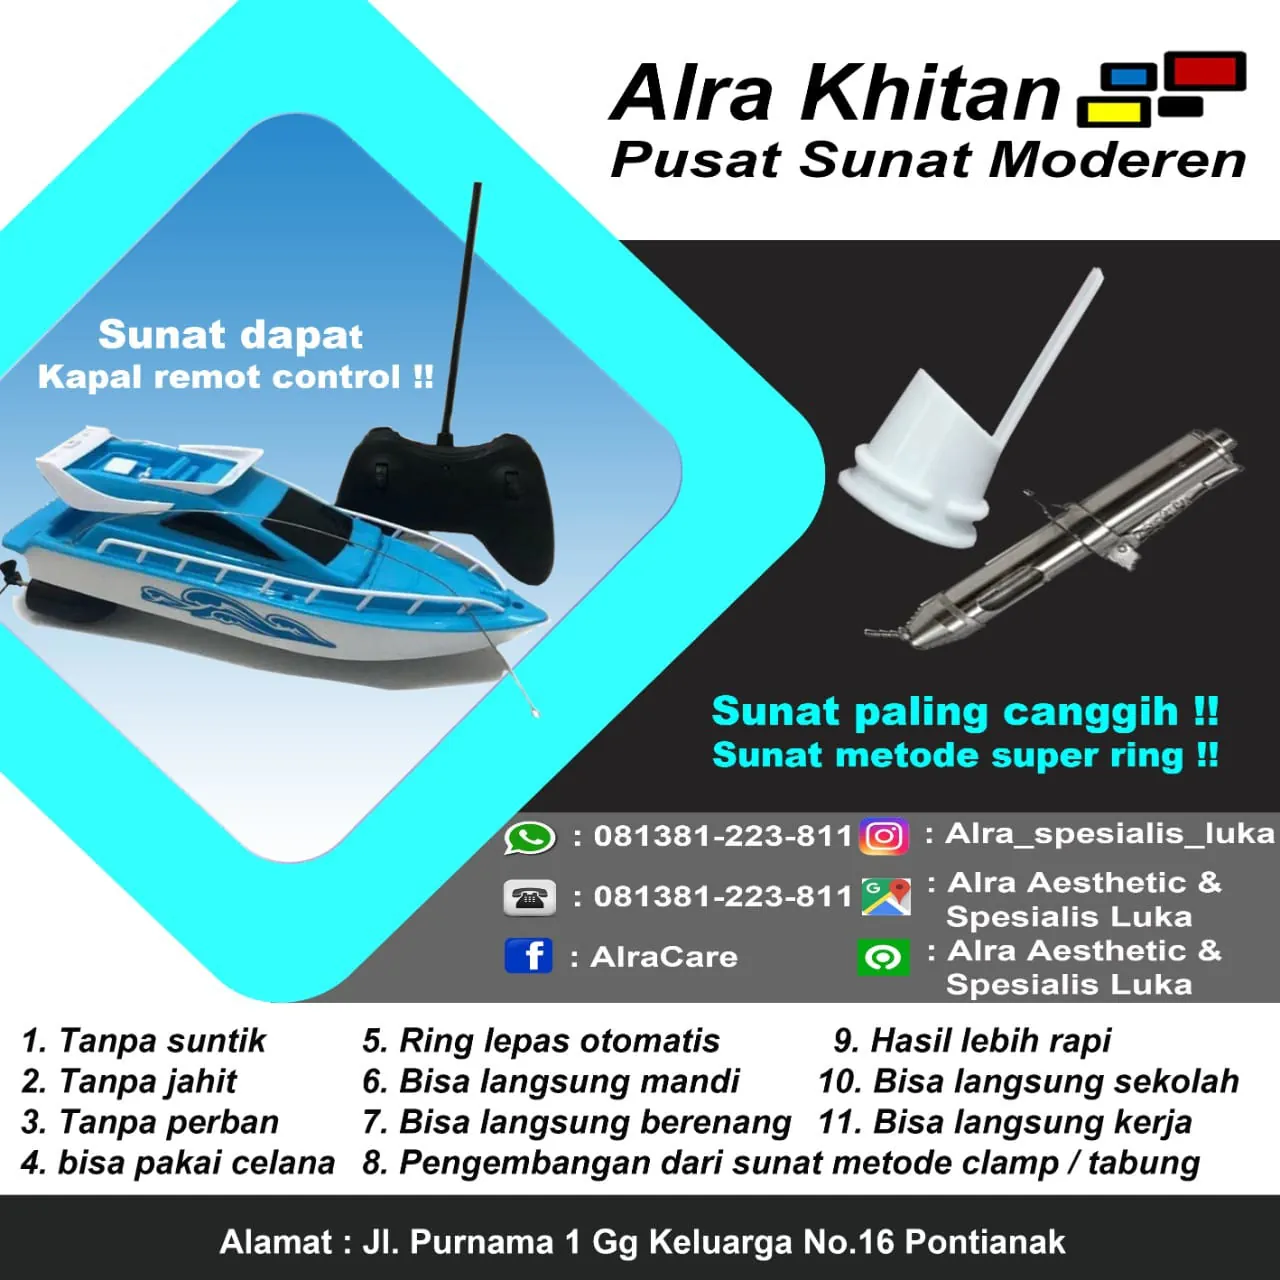 Alra Khitan
Pusat Sunat Moderen
Sunat dapat
Kapal remot control !!
Sunat paling canggih !!
Sunat metode super ring !!
: 081381-223-811
: 081381-223-811
: AlraCare
: Alra_spesialis_luka
: Alra Aesthetic &
Spesialis Luka
: Alra Aesthetic &
Spesialis Luka
1. Tanpa suntik
2. Tanpa jahit
3. Tanpa perban
4. bisa pakai celana
5. Ring lepas otomatis
6. Bisa langsung mandi
7. Bisa langsung berenang
8. Pengembangan dari sunat metode clamp / tabung
9. Hasil lebih rapi
10. Bisa langsung sekolah
11. Bisa langsung kerja
Alamat : Jl. Purnama 1 Gg Keluarga No.16 Pontianak